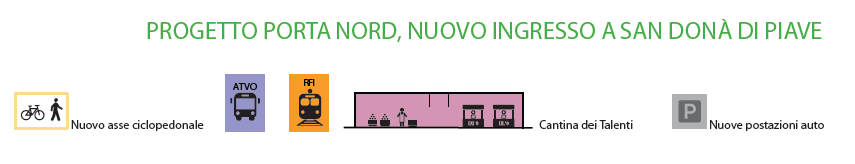 PROGETTO PORTA NORD, NUOVO INGRESSO A SAN DONÀ DI PIAVE
ATVO
RFI
P
Nuovo asse ciclopedonale
Cantina dei Talenti
Nuove postazioni auto